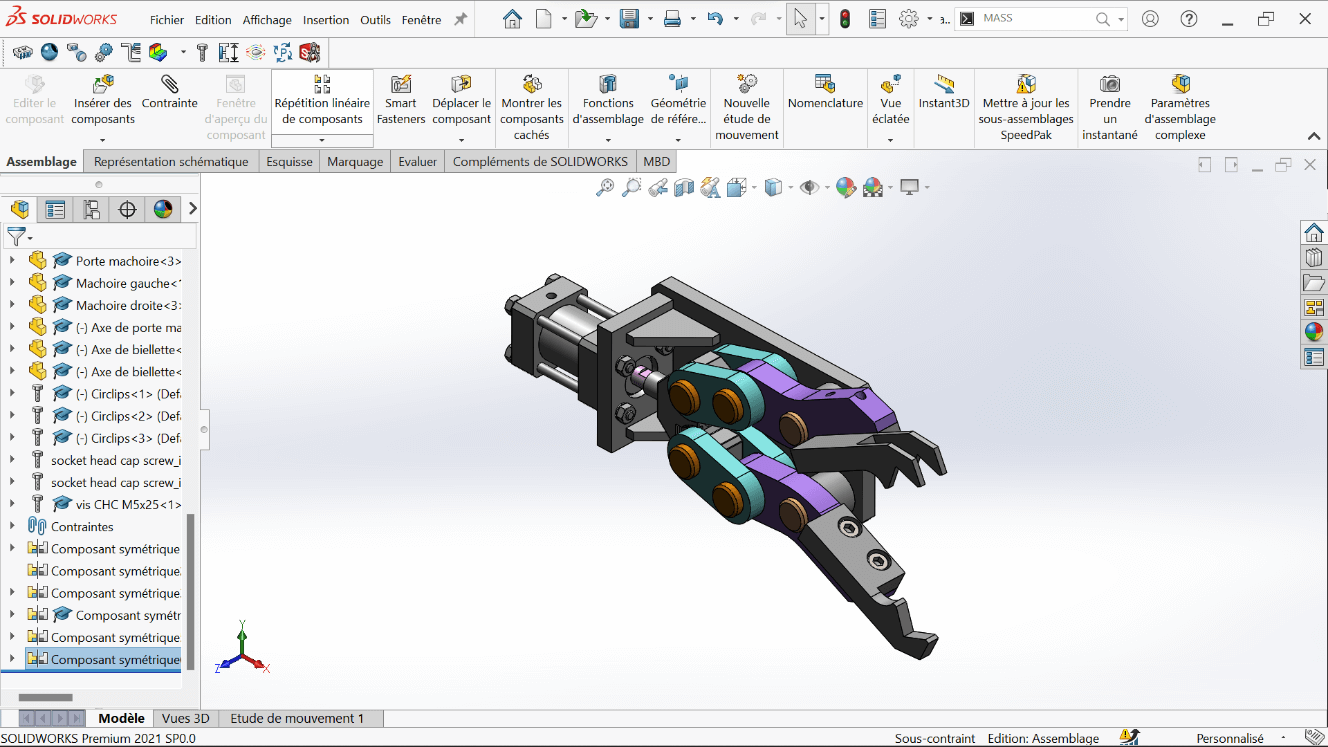 SOLIDWORKS Fichier Edition Affichage Insertion Outils Fenêtre MASS
Editer le composant
Insérer des composants
Contrainte
Fenêtre d'aperçu du composant
Répétition linéaire de composants
Smart Fasteners
Déplacer le composant
Montrer les composants cachés
Fonctions d'assemblage
Géométrie de référe...
Nouvelle étude de mouvement
Nomenclature
Vue éclatée
Instant3D
Mettre à jour les sous-assemblages SpeedPak
Prendre un instantané
Paramètres d'assemblage complexe
Assemblage Représentation schématique Esquisse Marquage Evaluer Compléments de SOLIDWORKS MBD
Porte machoire<3>
Machoire gauche<
Machoire droite<3>
(-) Axe de porte ma
(-) Axe de biellette<
(-) Axe de biellette<
(-) Circlips<1> (Defa
(-) Circlips<2> (Defa
(-) Circlips<3> (Defa
socket head cap screw_i
socket head cap screw_i
vis CHC M5x25<1>
Contraintes
Composant symétrique
Composant symétrique
Composant symétrique
Composant symétr
Composant symétrique
Composant symétrique
Y
Z X
Modèle Vues 3D Etude de mouvement 1
SOLIDWORKS Premium 2021 SP0.0 Sous-contraint Edition: Assemblage Personnalisé